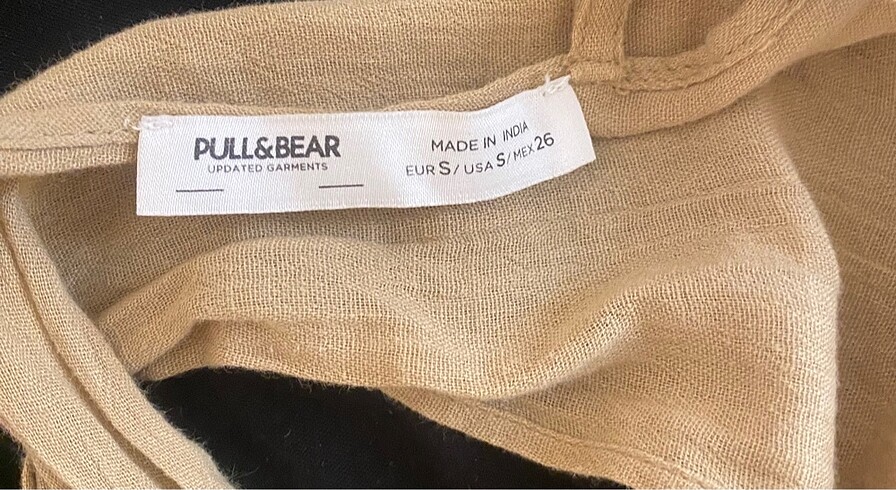 PULL&BEAR
UPDATED GARMENTS
MADE IN INDIA
EUR S/ USA S/ MEX 26